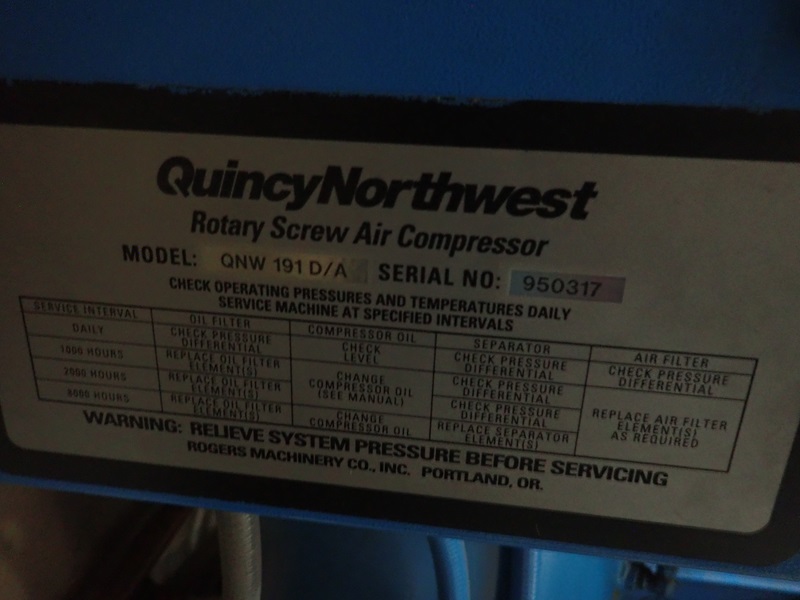 QuincyNorthwest
Rotary Screw Air Compressor
MODEL: QNW 191 D/A SERIAL NO: 950317
CHECK OPERATING PRESSURES AND TEMPERATURES DAILY
SERVICE MACHINE AT SPECIFIED INTERVALS
SERVICE INTERVAL OIL FILTER COMPRESSOR OIL SEPARATOR AIR FILTER
DAILY CHECK PRESSURE DIFFERENTIAL CHECK LEVEL CHECK PRESSURE DIFFERENTIAL CHECK PRESSURE DIFFERENTIAL
1000 HOURS REPLACE OIL FILTER ELEMENT(S) CHECK PRESSURE DIFFERENTIAL
2000 HOURS REPLACE OIL FILTER ELEMENT(S) CHANGE COMPRESSOR OIL (SEE MANUAL) CHECK PRESSURE DIFFERENTIAL REPLACE AIR FILTER ELEMENT(S) AS REQUIRED
8000 HOURS REPLACE OIL FILTER ELEMENT(S) CHANGE COMPRESSOR OIL REPLACE SEPARATOR ELEMENT(S)
WARNING: RELIEVE SYSTEM PRESSURE BEFORE SERVICING
ROGERS MACHINERY CO., INC. PORTLAND, OR.